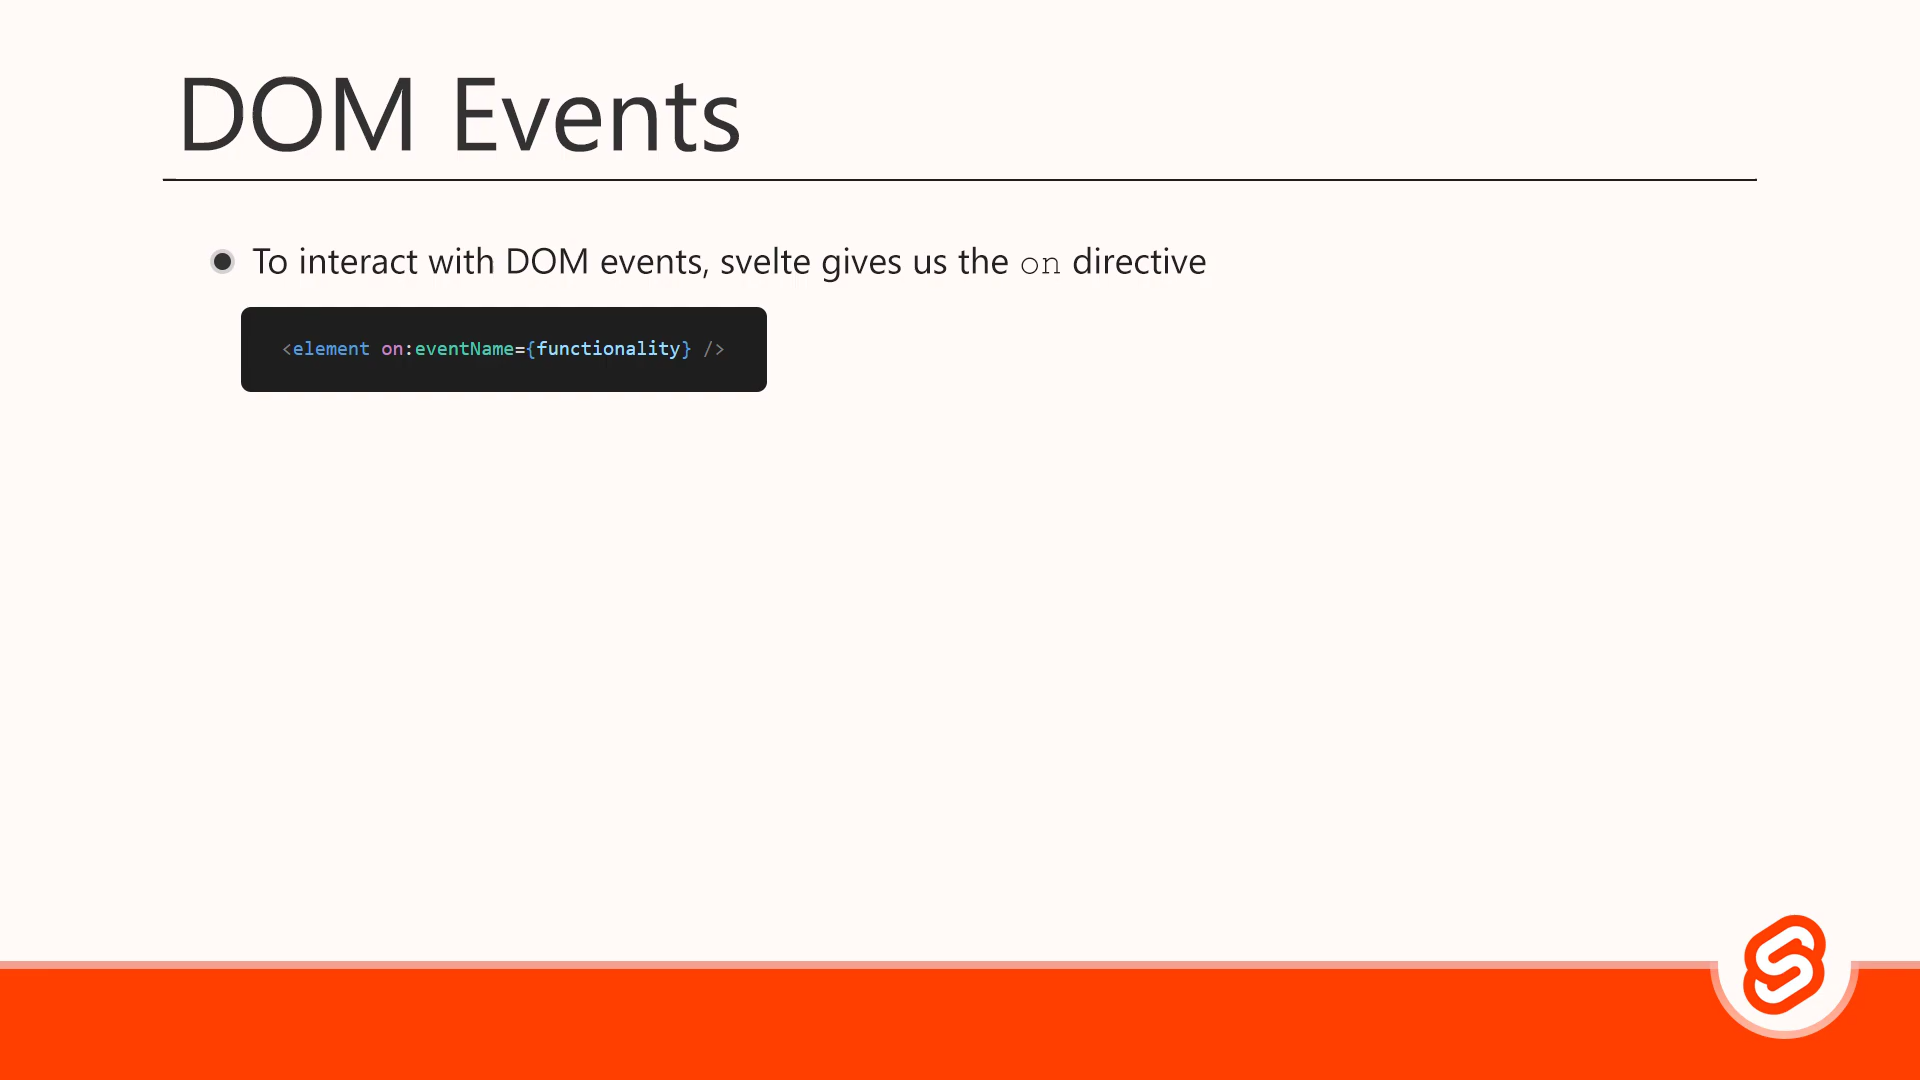 DOM Events
To interact with DOM events, svelte gives us the on directive
<element on:eventName={functionality} />